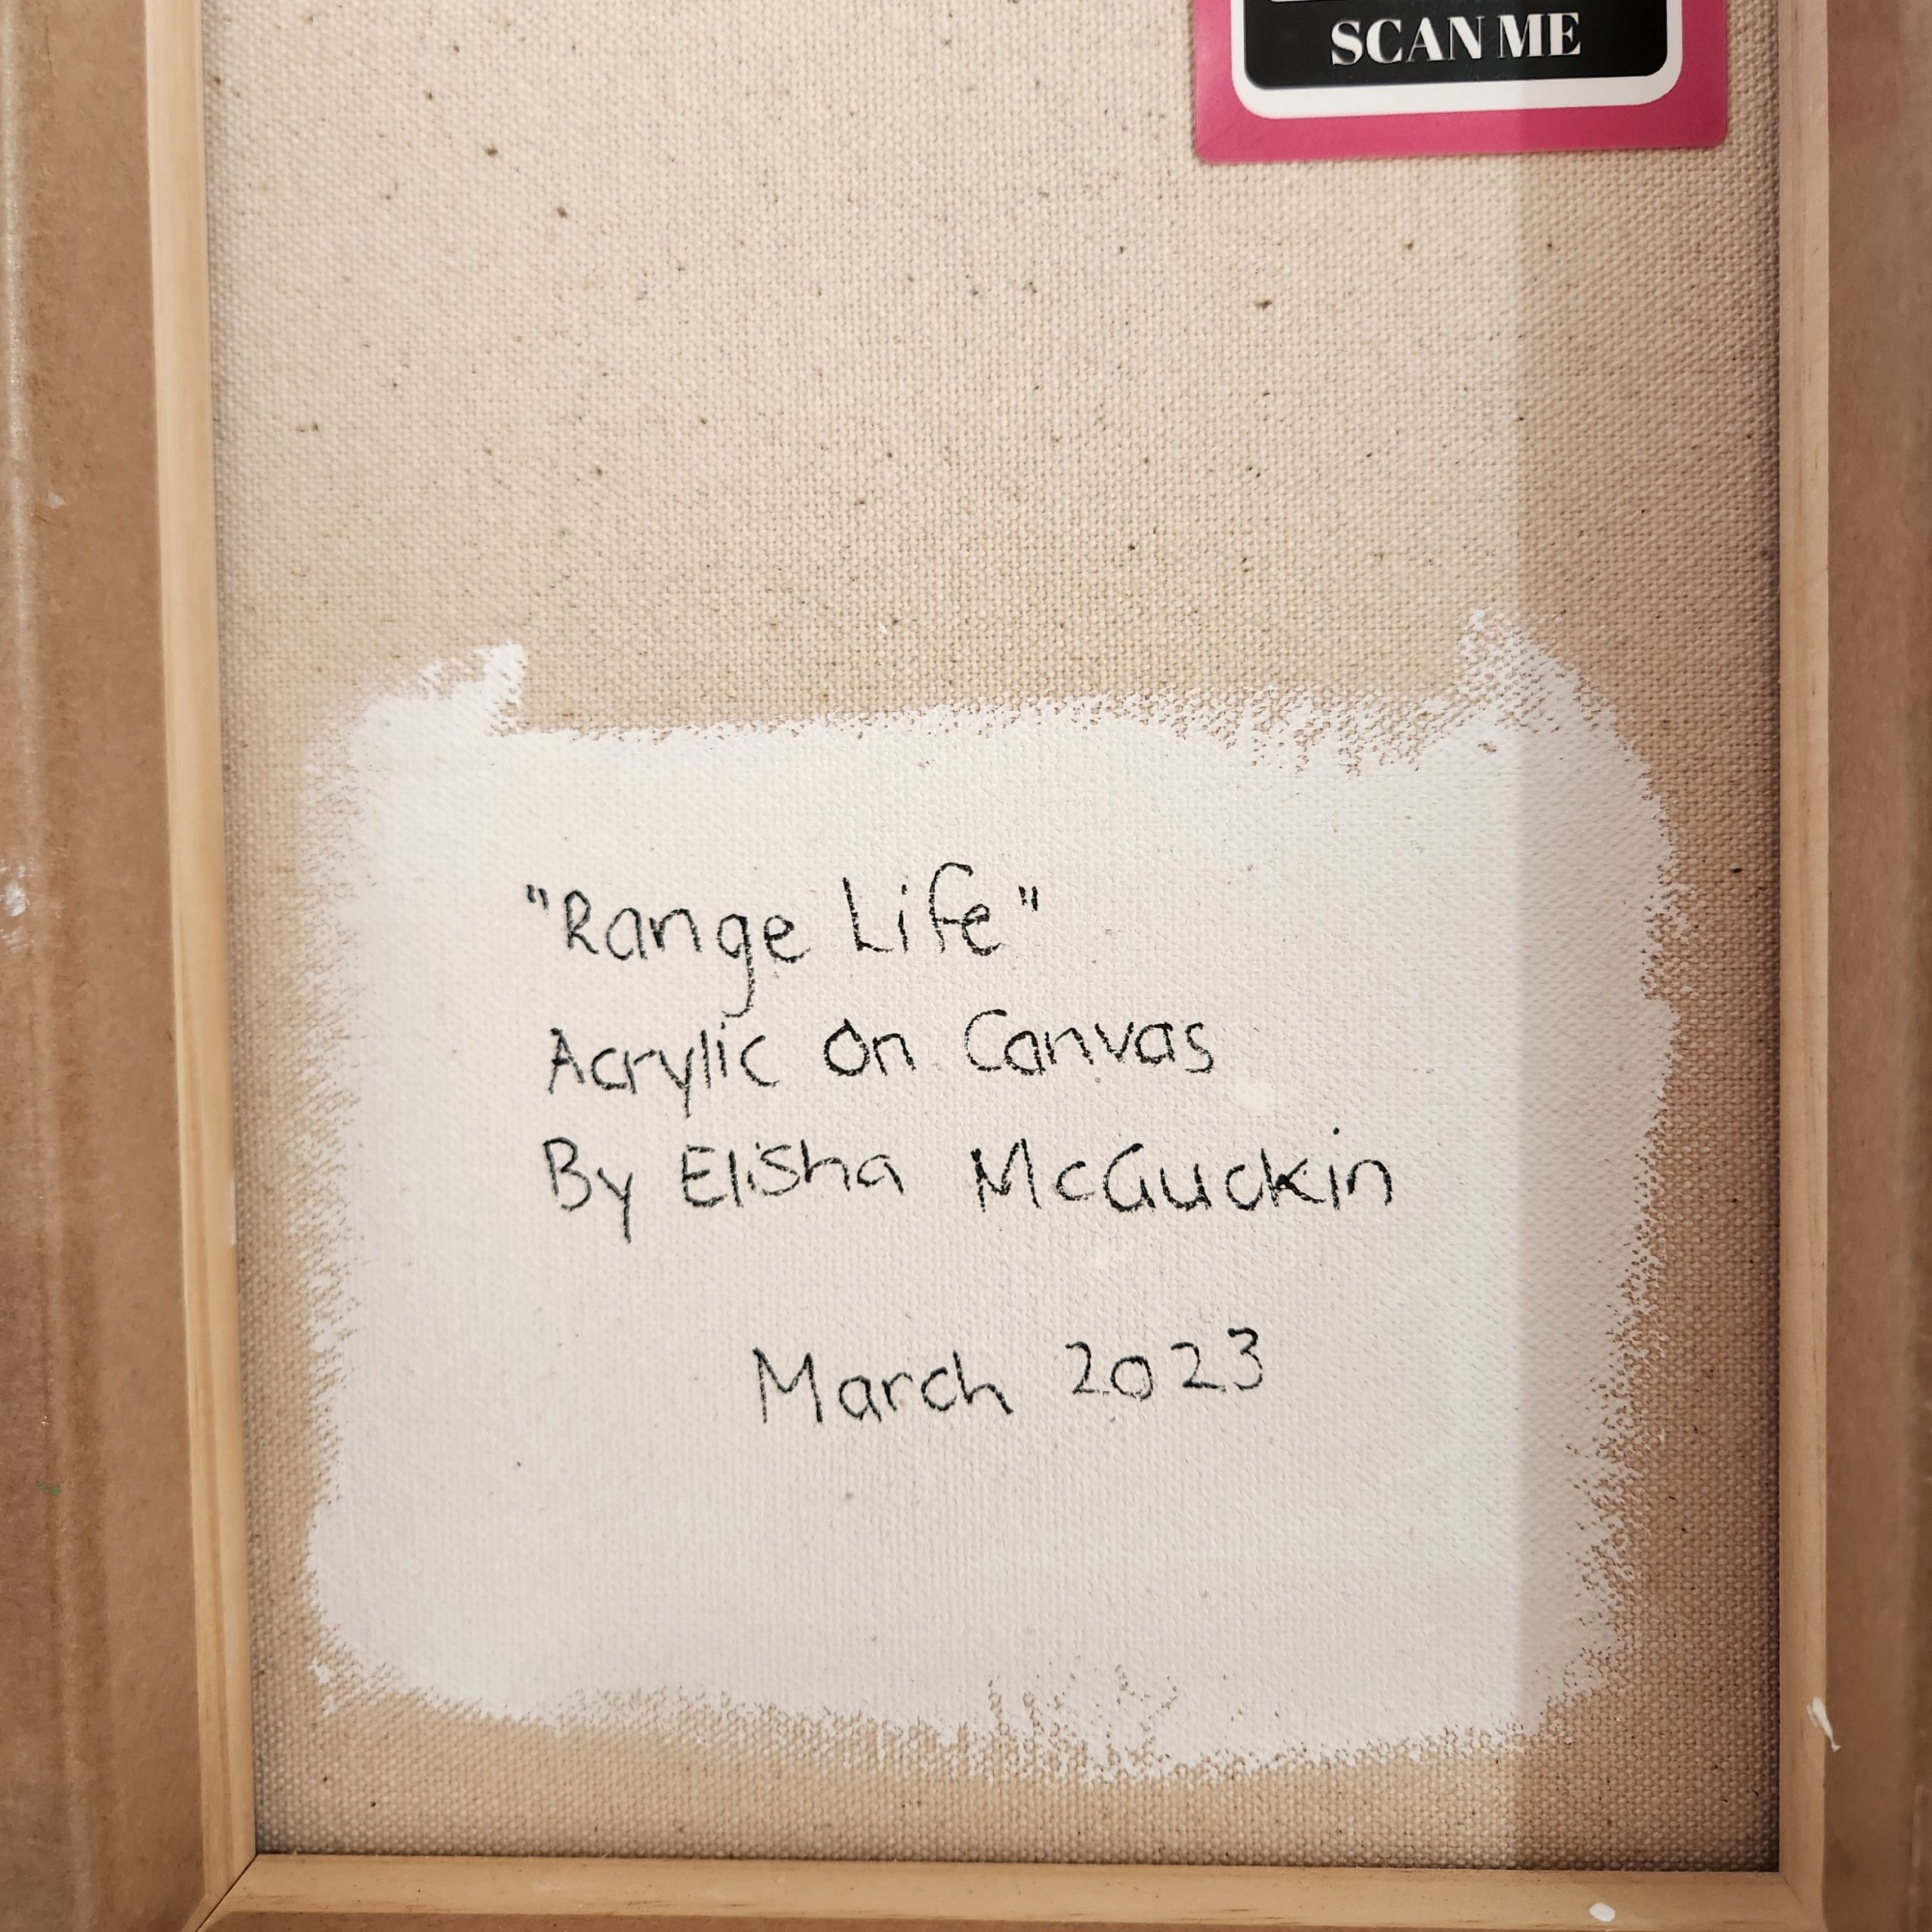 SCAN ME
"Range Life"
Acrylic On Canvas
By Elisha McGuckin
March 2023